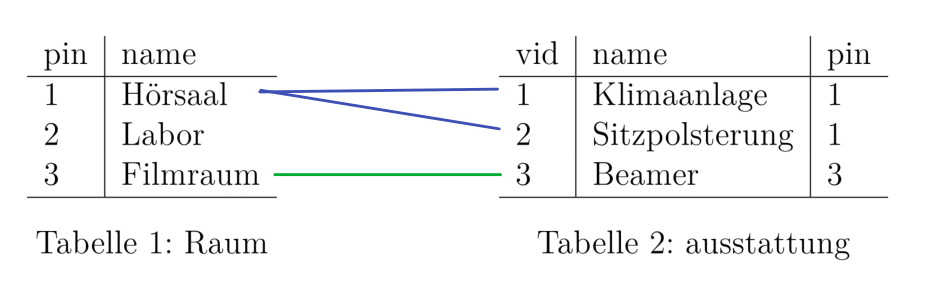 pin name
1 Hörsaal
2 Labor
3 Filmraum
Tabelle 1: Raum
vid name pin
1 Klimaanlage 1
2 Sitzpolsterung 1
3 Beamer 3
Tabelle 2: ausstattung